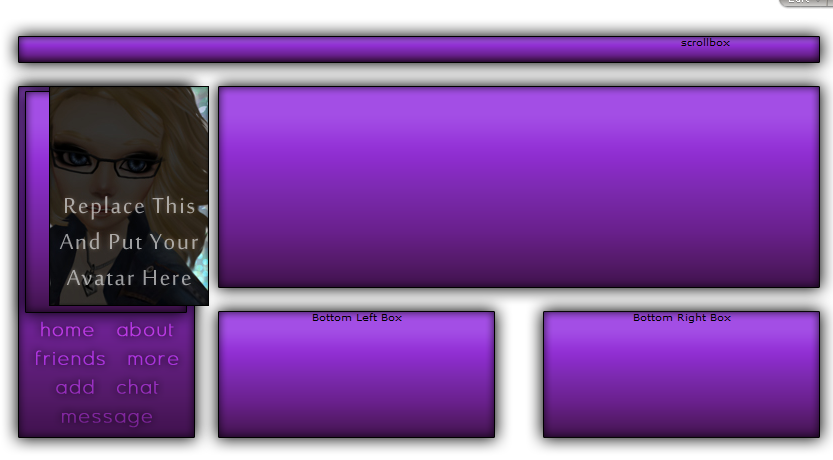 scrollbox
Replace This
And Put Your
Avatar Here
home about
friends more
add chat
message
Bottom Left Box
Bottom Right Box